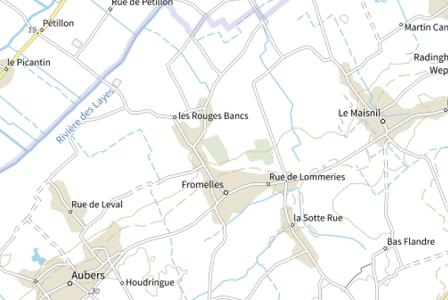 Rue de Pétillon
Pétillon
19
Martin Can
le Picantin
Radingh
Wep
Rivière des Layes
les Rouges Bancs
Le Maisnil
Fromelles
Rue de Lommeries
Rue de Leval
la Sotte Rue
Bas Flandre
Aubers
Houdringue
30